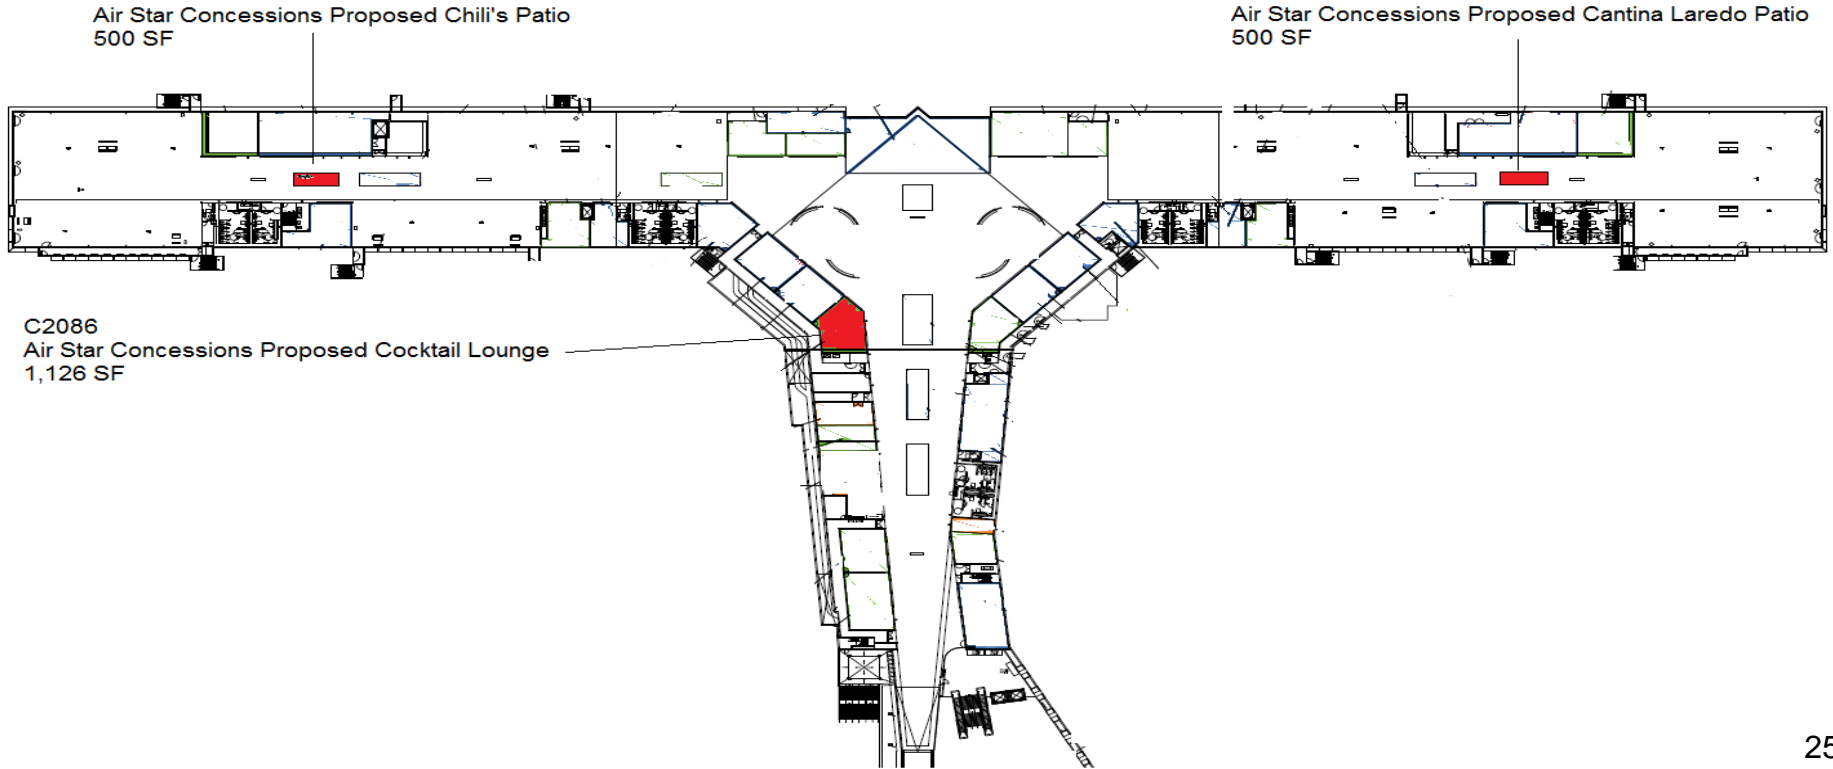 Air Star Concessions Proposed Chili's Patio
500 SF
Air Star Concessions Proposed Cantina Laredo Patio
500 SF
C2086
Air Star Concessions Proposed Cocktail Lounge
1,126 SF
25